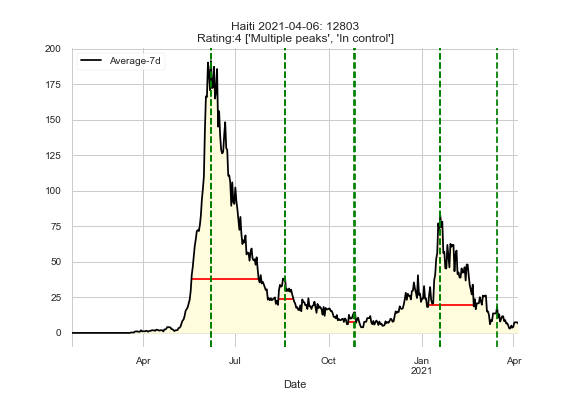 Haiti 2021-04-06: 12803
Rating:4 ['Multiple peaks', 'In control']
Average-7d
200
175
150
125
100
75
50
25
0
Apr
Jul
Oct
Jan
2021
Apr
Date